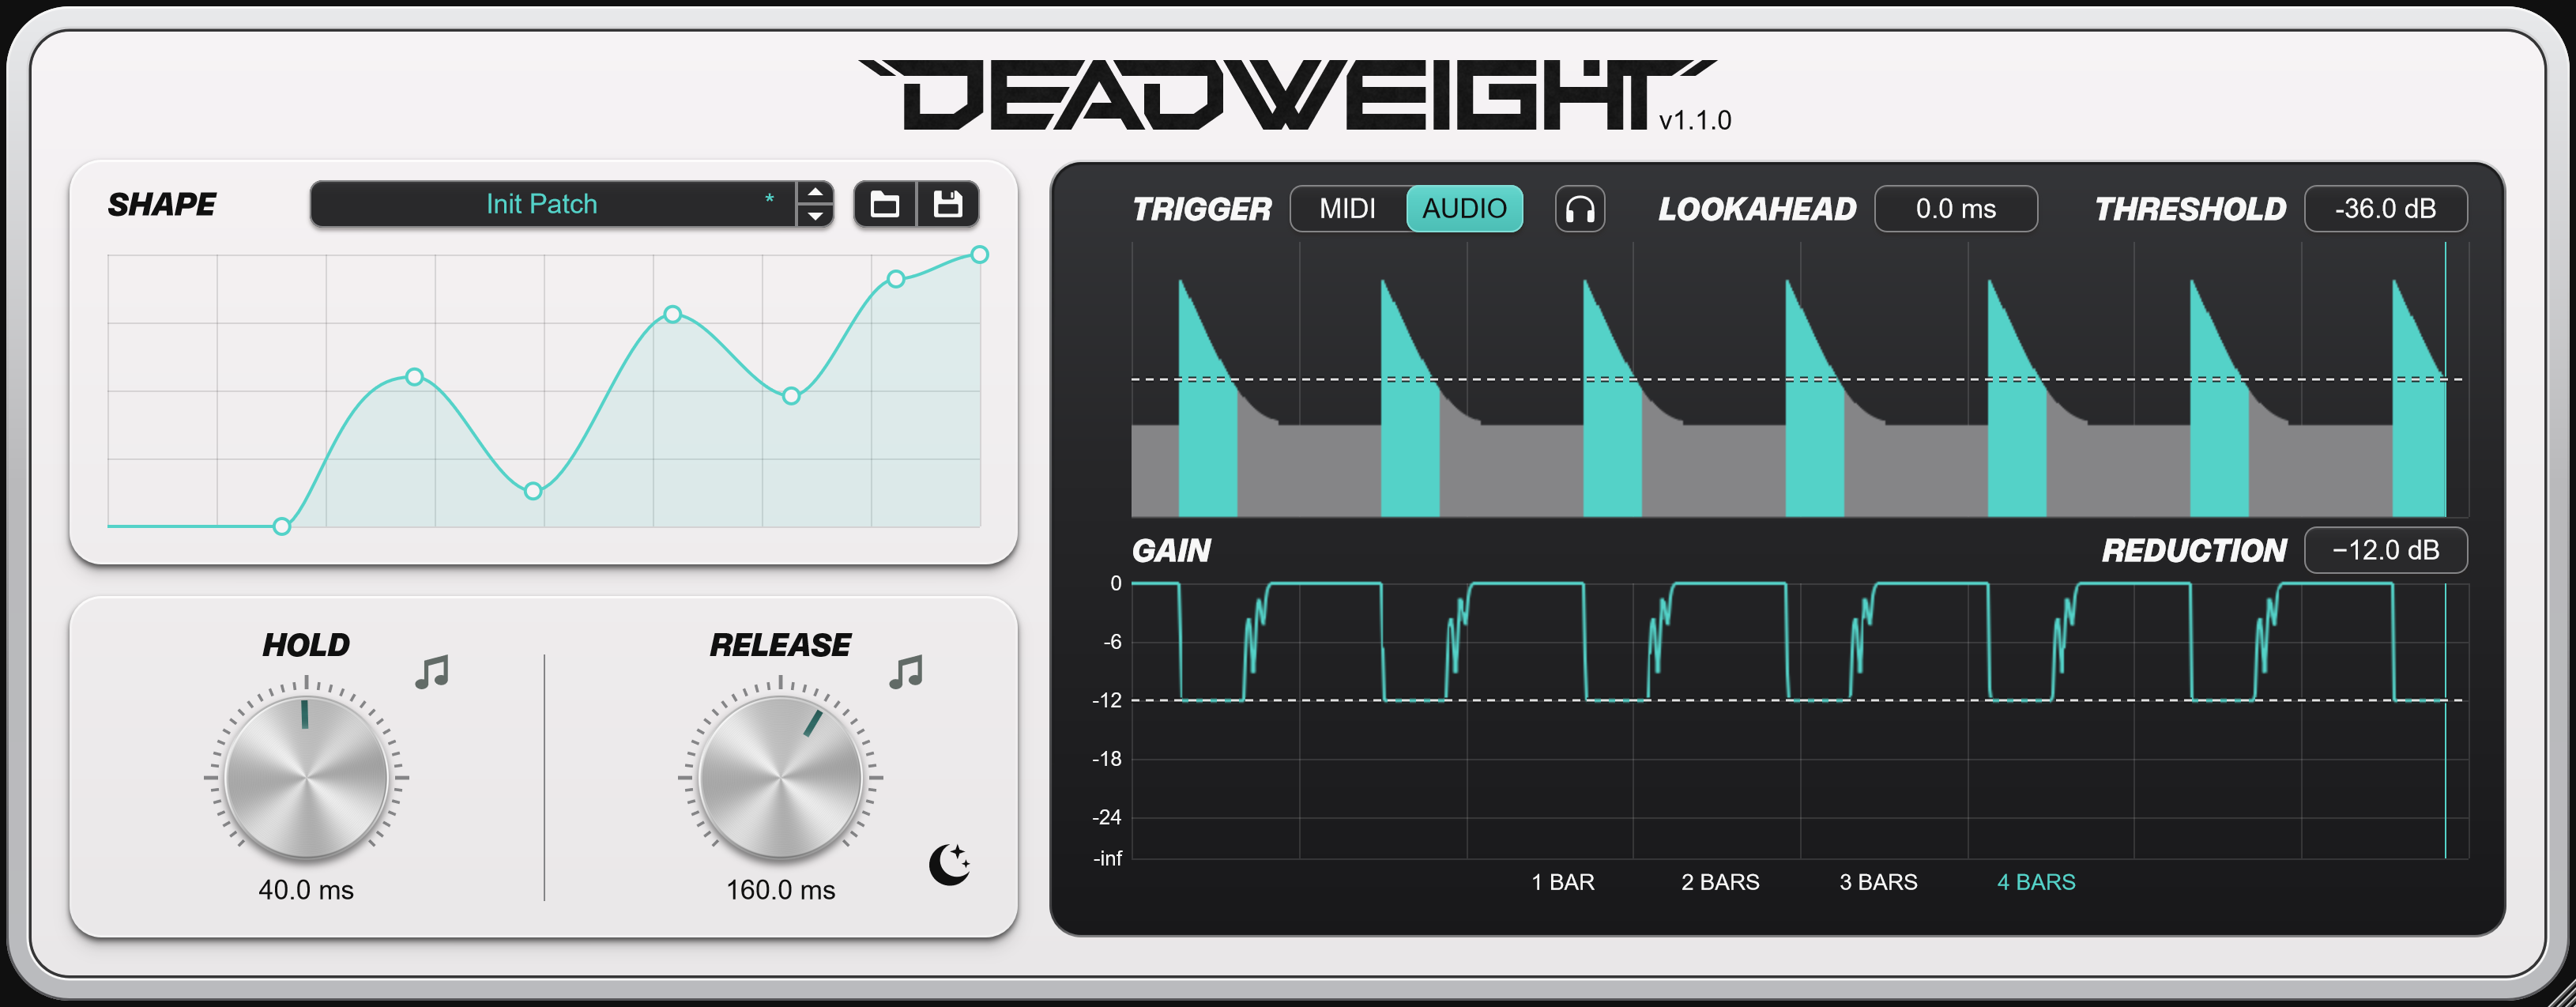 DEADWEIGHT v1.1.0
SHAPE Init Patch *
TRIGGER MIDI AUDIO LOOKAHEAD 0.0 ms THRESHOLD -36.0 dB
GAIN REDUCTION −12.0 dB
0
-6
-12
-18
-24
-inf
1 BAR 2 BARS 3 BARS 4 BARS
HOLD RELEASE
40.0 ms 160.0 ms